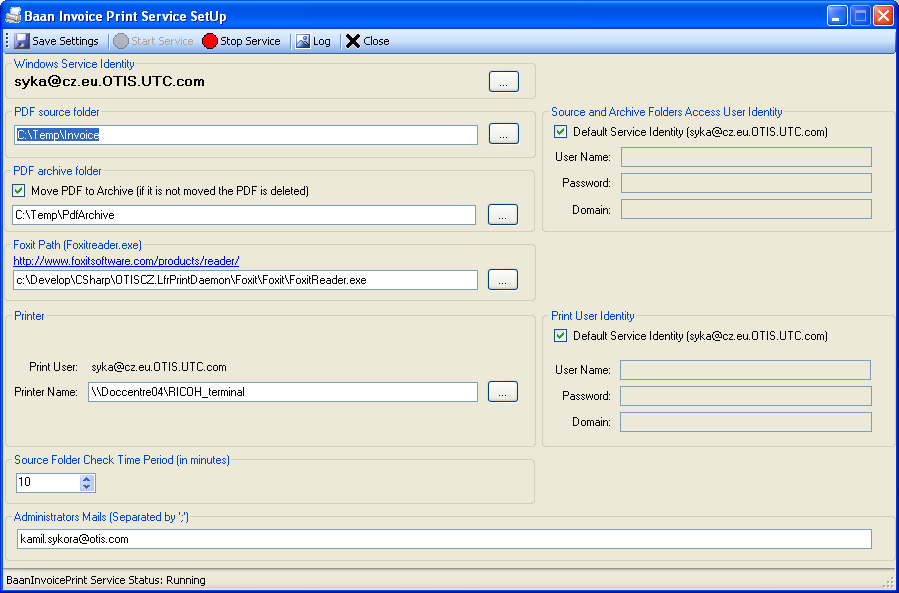 Baan Invoice Print Service SetUp
Save Settings Start Service Stop Service Log Close
Windows Service Identity
syka@cz.eu.OTIS.UTC.com ...
PDF source folder
C:\Temp\Invoice ...
Source and Archive Folders Access User Identity
Default Service Identity (syka@cz.eu.OTIS.UTC.com)
User Name:
Password:
Domain:
PDF archive folder
Move PDF to Archive (if it is not moved the PDF is deleted)
C:\Temp\PdfArchive ...
Foxit Path (Foxitreader.exe)
http://www.foxitsoftware.com/products/reader/
c:\Develop\CSharp\OTISCZ.LfrPrintDaemon\Foxit\Foxit\FoxitReader.exe ...
Printer
Print User: syka@cz.eu.OTIS.UTC.com
Printer Name: \\Doccentre04\RICOH_terminal ...
Print User Identity
Default Service Identity (syka@cz.eu.OTIS.UTC.com)
User Name:
Password:
Domain:
Source Folder Check Time Period (in minutes)
10
Administrators Mails (Separated by ';')
kamil.sykora@otis.com
BaanInvoicePrint Service Status: Running